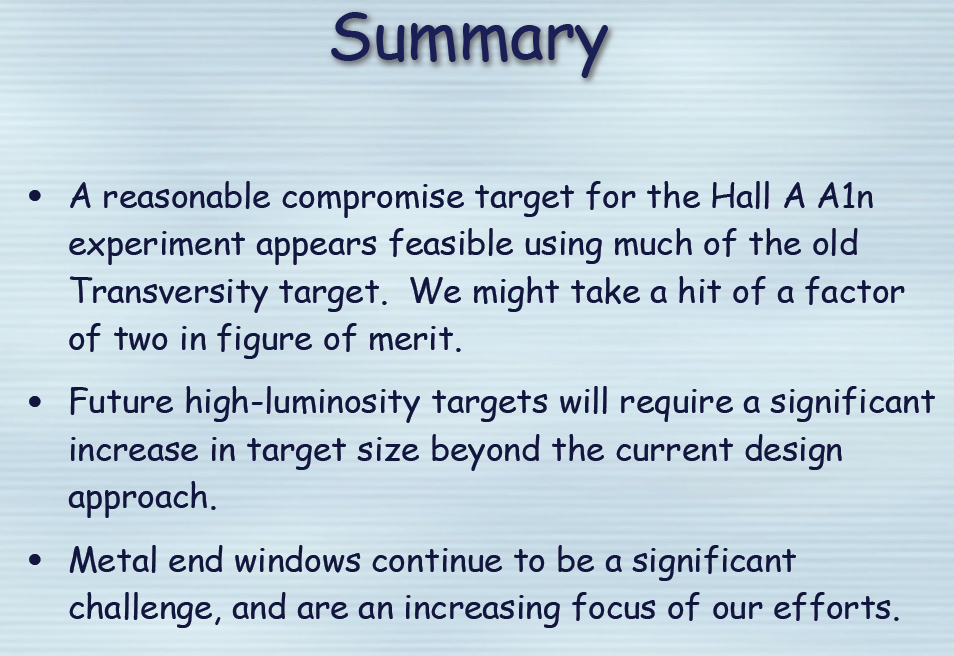 Summary
• A reasonable compromise target for the Hall A A1n
experiment appears feasible using much of the old
Transversity target.  We might take a hit of a factor
of two in figure of merit.
• Future high-luminosity targets will require a significant
increase in target size beyond the current design
approach.
• Metal end windows continue to be a significant
challenge, and are an increasing focus of our efforts.